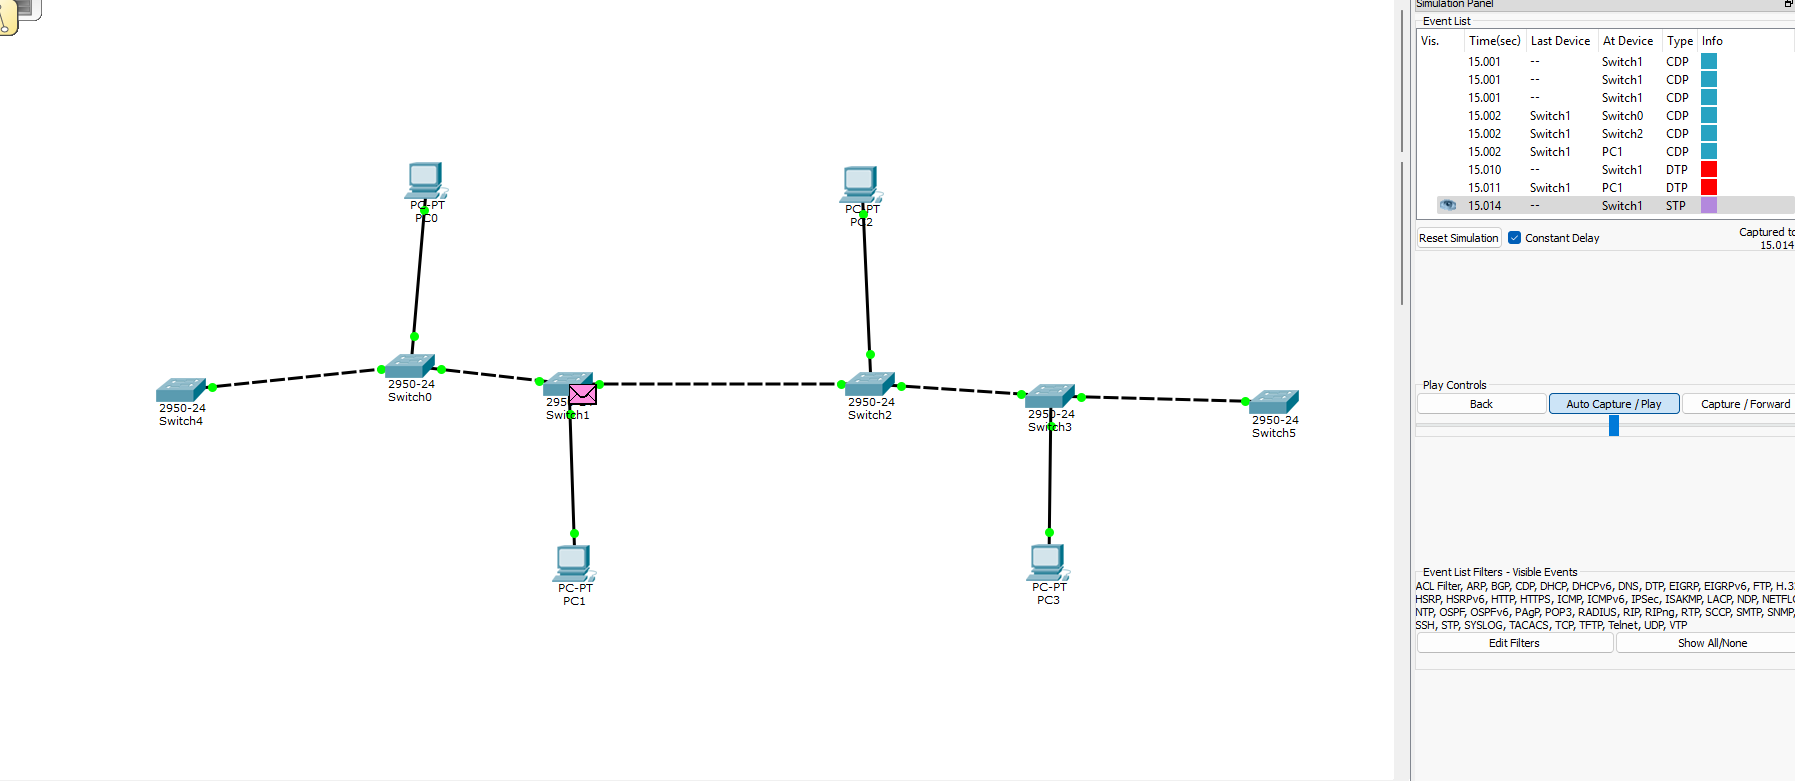 Simulation Panel
Event List
Vis. Time(sec) Last Device At Device Type Info
15.001 -- Switch1 CDP
15.001 -- Switch1 CDP
15.001 -- Switch1 CDP
15.002 Switch1 Switch0 CDP
15.002 Switch1 Switch2 CDP
15.002 Switch1 PC1 CDP
15.010 -- Switch1 DTP
15.011 Switch1 PC1 DTP
15.014 -- Switch1 STP
Reset Simulation Constant Delay Captured to
15.014
Play Controls
Back Auto Capture / Play Capture / Forward
Event List Filters - Visible Events
ACL Filter, ARP, BGP, CDP, DHCP, DHCPv6, DNS, DTP, EIGRP, EIGRPv6, FTP, H.3
HSRP, HSRPv6, HTTP, HTTPS, ICMP, ICMPv6, IPSec, ISAKMP, LACP, NDP, NETFL
NTP, OSPF, OSPFv6, PAgP, POP3, RADIUS, RIP, RIPng, RTP, SCCP, SMTP, SNMP,
SSH, STP, SYSLOG, TACACS, TCP, TFTP, Telnet, UDP, VTP
Edit Filters Show All/None
PC-PT
PC0
PC-PT
PC2
2950-24
Switch4
2950-24
Switch0
Switch1
2950-24
Switch2
2950-24
Switch3
2950-24
Switch5
PC-PT
PC1
PC-PT
PC3